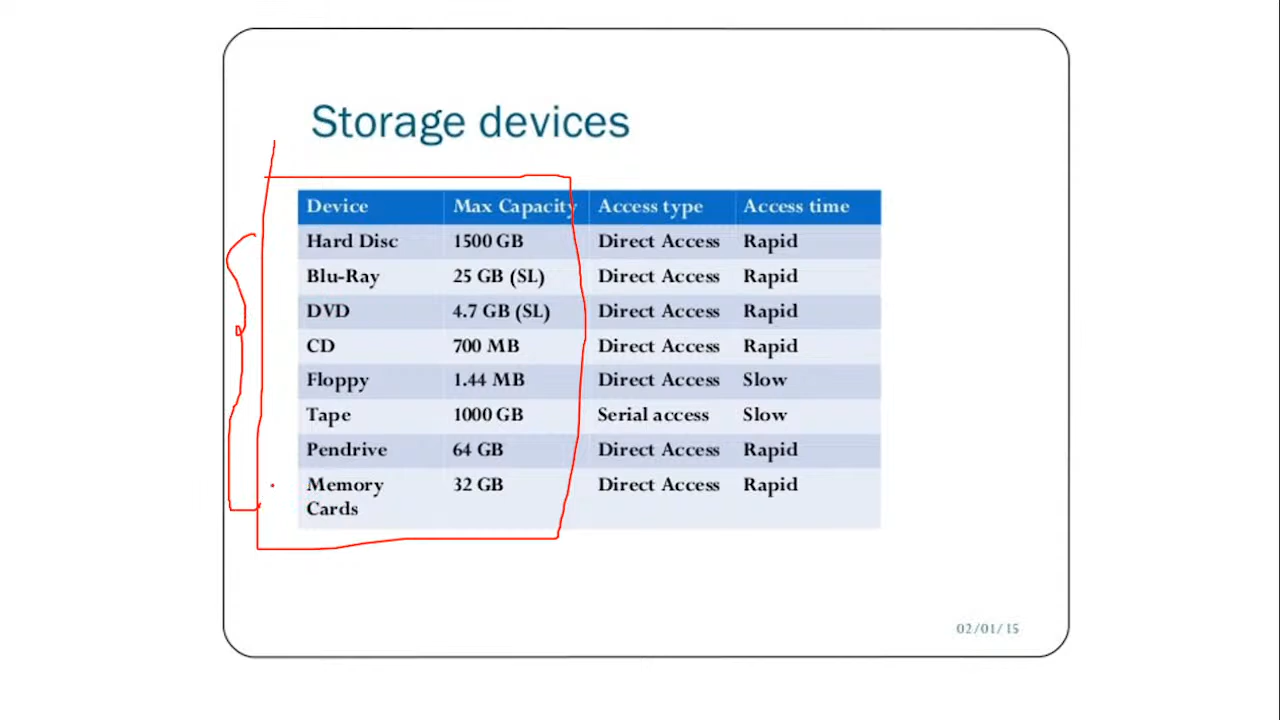 Storage devices
Device Max Capacity Access type Access time
Hard Disc 1500 GB Direct Access Rapid
Blu-Ray 25 GB (SL) Direct Access Rapid
DVD 4.7 GB (SL) Direct Access Rapid
CD 700 MB Direct Access Rapid
Floppy 1.44 MB Direct Access Slow
Tape 1000 GB Serial access Slow
Pendrive 64 GB Direct Access Rapid
Memory 32 GB Direct Access Rapid
Cards
02/01/15